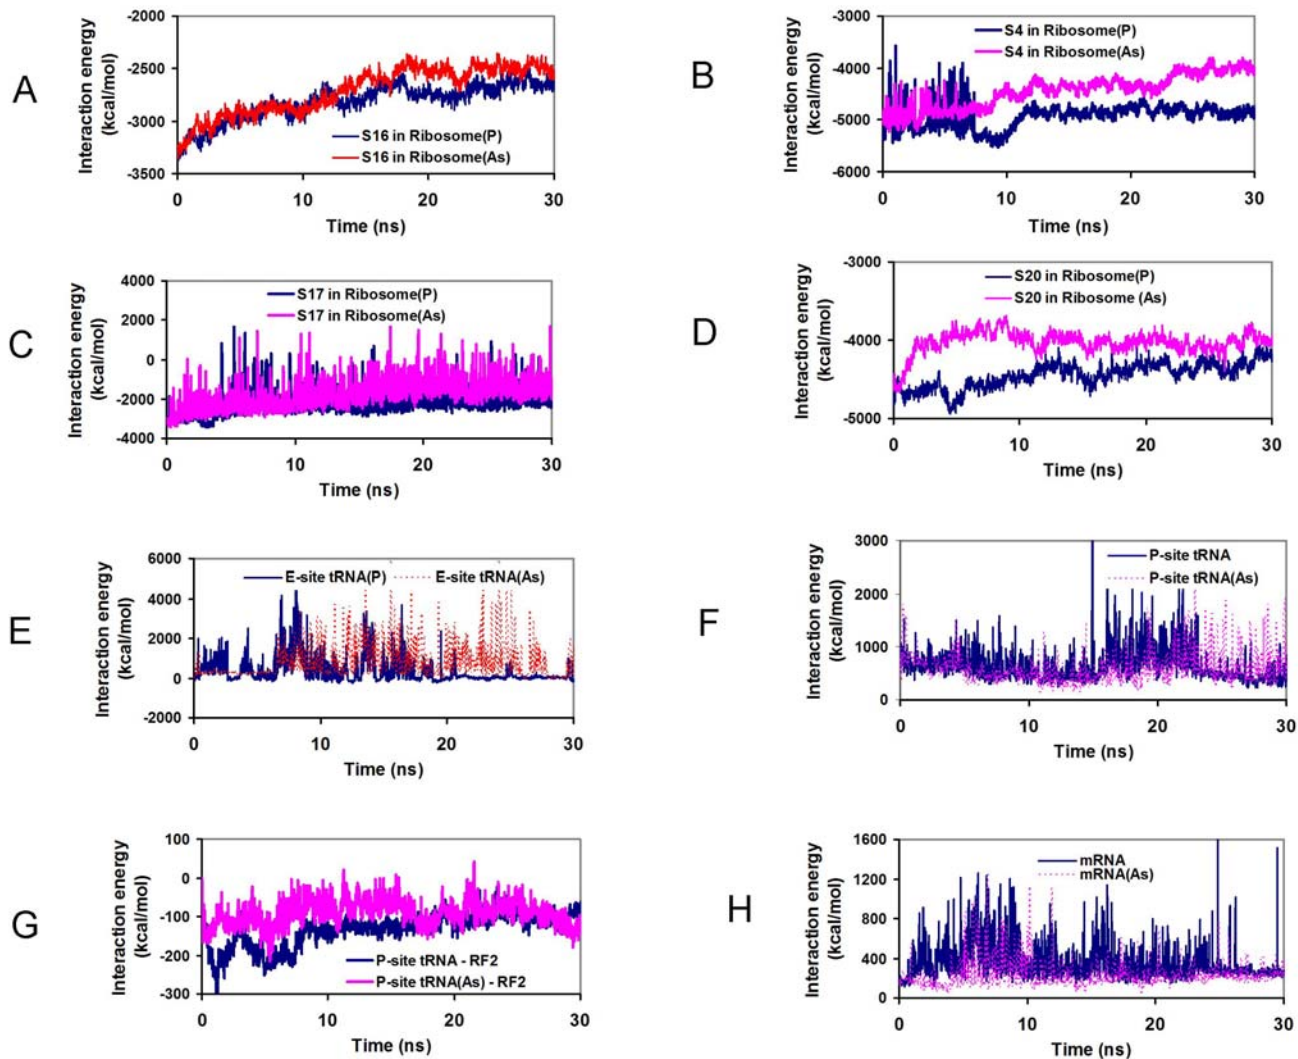 A
Interaction energy
(kcal/mol)
-2000
-2500
-3000
-3500
S16 in Ribosome(P)
S16 in Ribosome(As)
0
10
20
30
Time (ns)
B
Interaction energy
(kcal/mol)
-3000
-4000
-5000
-6000
S4 in Ribosome(P)
S4 in Ribosome(As)
0
10
20
30
Time (ns)
C
Interaction energy
(kcal/mol)
4000
2000
0
-2000
-4000
S17 in Ribosome(P)
S17 in Ribosome(As)
0
10
20
30
Time (ns)
D
Interaction energy
(kcal/mol)
-3000
-4000
-5000
S20 in Ribosome(P)
S20 in Ribosome (As)
0
10
20
30
Time (ns)
E
Interaction energy
(kcal/mol)
6000
4000
2000
0
-2000
E-site tRNA(P)
E-site tRNA(As)
0
10
20
30
Time (ns)
F
Interaction energy
(kcal/mol)
3000
2000
1000
0
P-site tRNA
P-site tRNA(As)
0
10
20
30
Time (ns)
G
Interaction energy
(kcal/mol)
100
0
-100
-200
-300
P-site tRNA - RF2
P-site tRNA(As) - RF2
0
10
20
30
Time (ns)
H
Interaction energy
(kcal/mol)
1600
1200
800
400
0
mRNA
mRNA(As)
0
10
20
30
Time (ns)